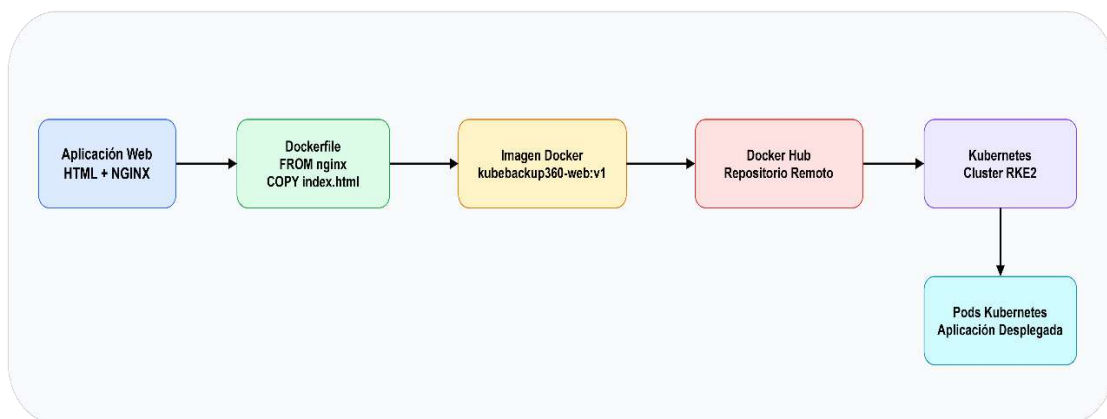 Aplicación Web
HTML + NGINX
Dockerfile
FROM nginx
COPY index.html
Imagen Docker
kubebackup360-web:v1
Docker Hub
Repositorio Remoto
Kubernetes
Cluster RKE2
Pods Kubernetes
Aplicación Desplegada